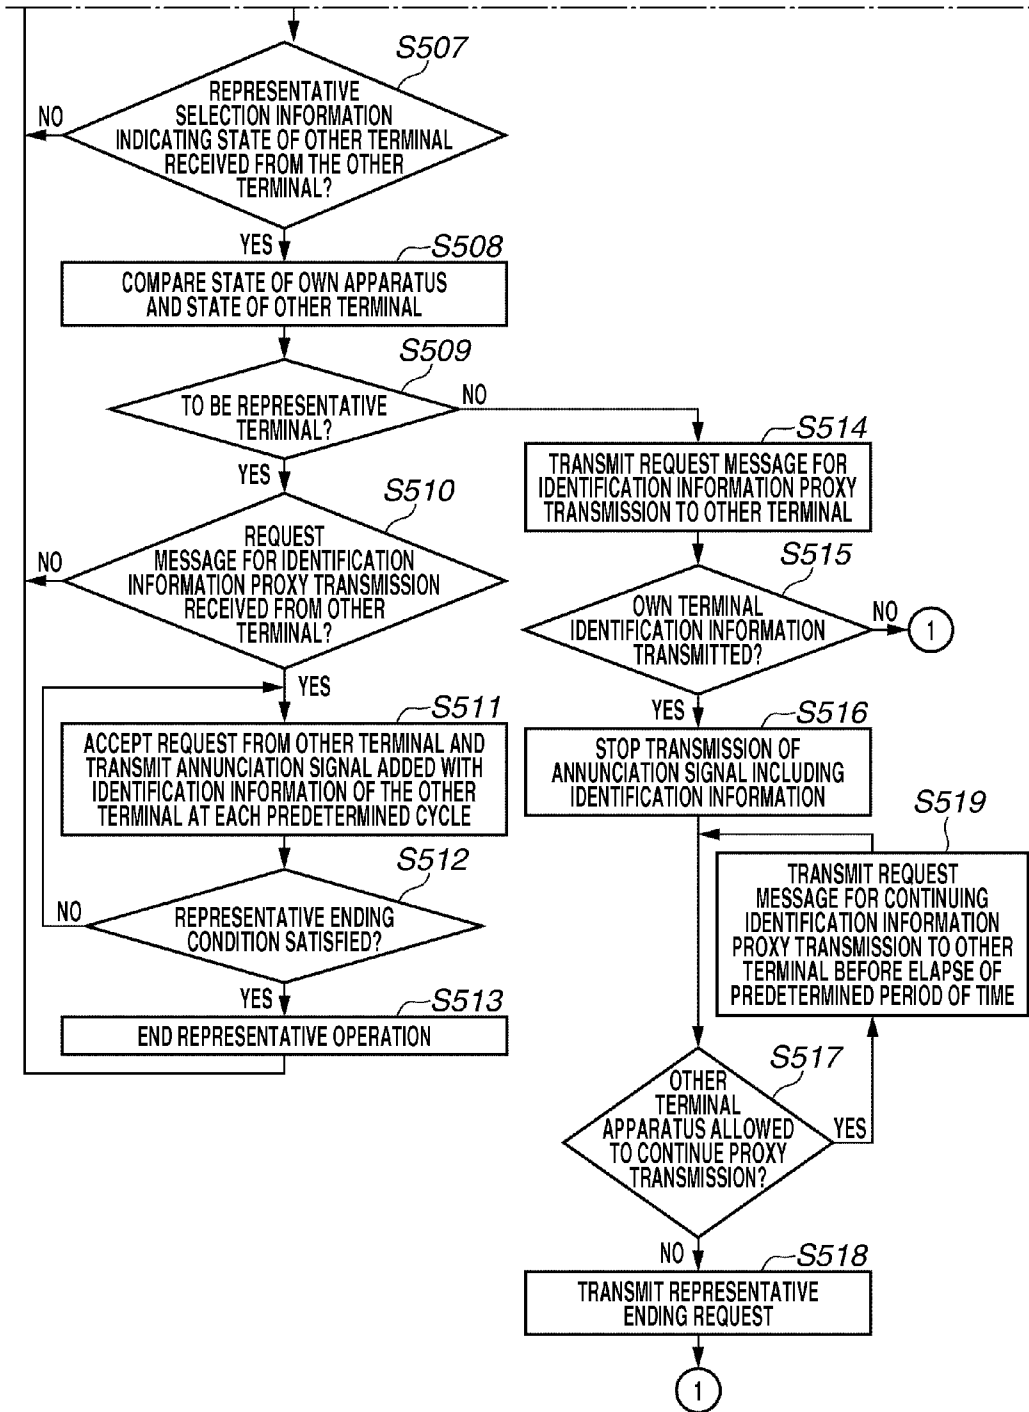 S507
REPRESENTATIVE
SELECTION INFORMATION
INDICATING STATE OF OTHER TERMINAL
RECEIVED FROM THE OTHER
TERMINAL?
NO
YES
S508
COMPARE STATE OF OWN APPARATUS
AND STATE OF OTHER TERMINAL
S509
TO BE REPRESENTATIVE
TERMINAL?
NO
YES
S510
REQUEST
MESSAGE FOR IDENTIFICATION
INFORMATION PROXY TRANSMISSION
RECEIVED FROM OTHER
TERMINAL?
NO
YES
S511
ACCEPT REQUEST FROM OTHER TERMINAL AND
TRANSMIT ANNUNCIATION SIGNAL ADDED WITH
IDENTIFICATION INFORMATION OF THE OTHER
TERMINAL AT EACH PREDETERMINED CYCLE
S512
REPRESENTATIVE ENDING
CONDITION SATISFIED?
NO
YES
S513
END REPRESENTATIVE OPERATION
S514
TRANSMIT REQUEST MESSAGE FOR
IDENTIFICATION INFORMATION PROXY
TRANSMISSION TO OTHER TERMINAL
S515
OWN TERMINAL
IDENTIFICATION INFORMATION
TRANSMITTED?
NO
1
YES
S516
STOP TRANSMISSION OF
ANNUNCIATION SIGNAL INCLUDING
IDENTIFICATION INFORMATION
S519
TRANSMIT REQUEST
MESSAGE FOR CONTINUING
IDENTIFICATION INFORMATION
PROXY TRANSMISSION TO OTHER
TERMINAL BEFORE ELAPSE OF
PREDETERMINED PERIOD OF TIME
S517
OTHER
TERMINAL
APPARATUS ALLOWED
TO CONTINUE PROXY
TRANSMISSION?
YES
NO
S518
TRANSMIT REPRESENTATIVE
ENDING REQUEST
1